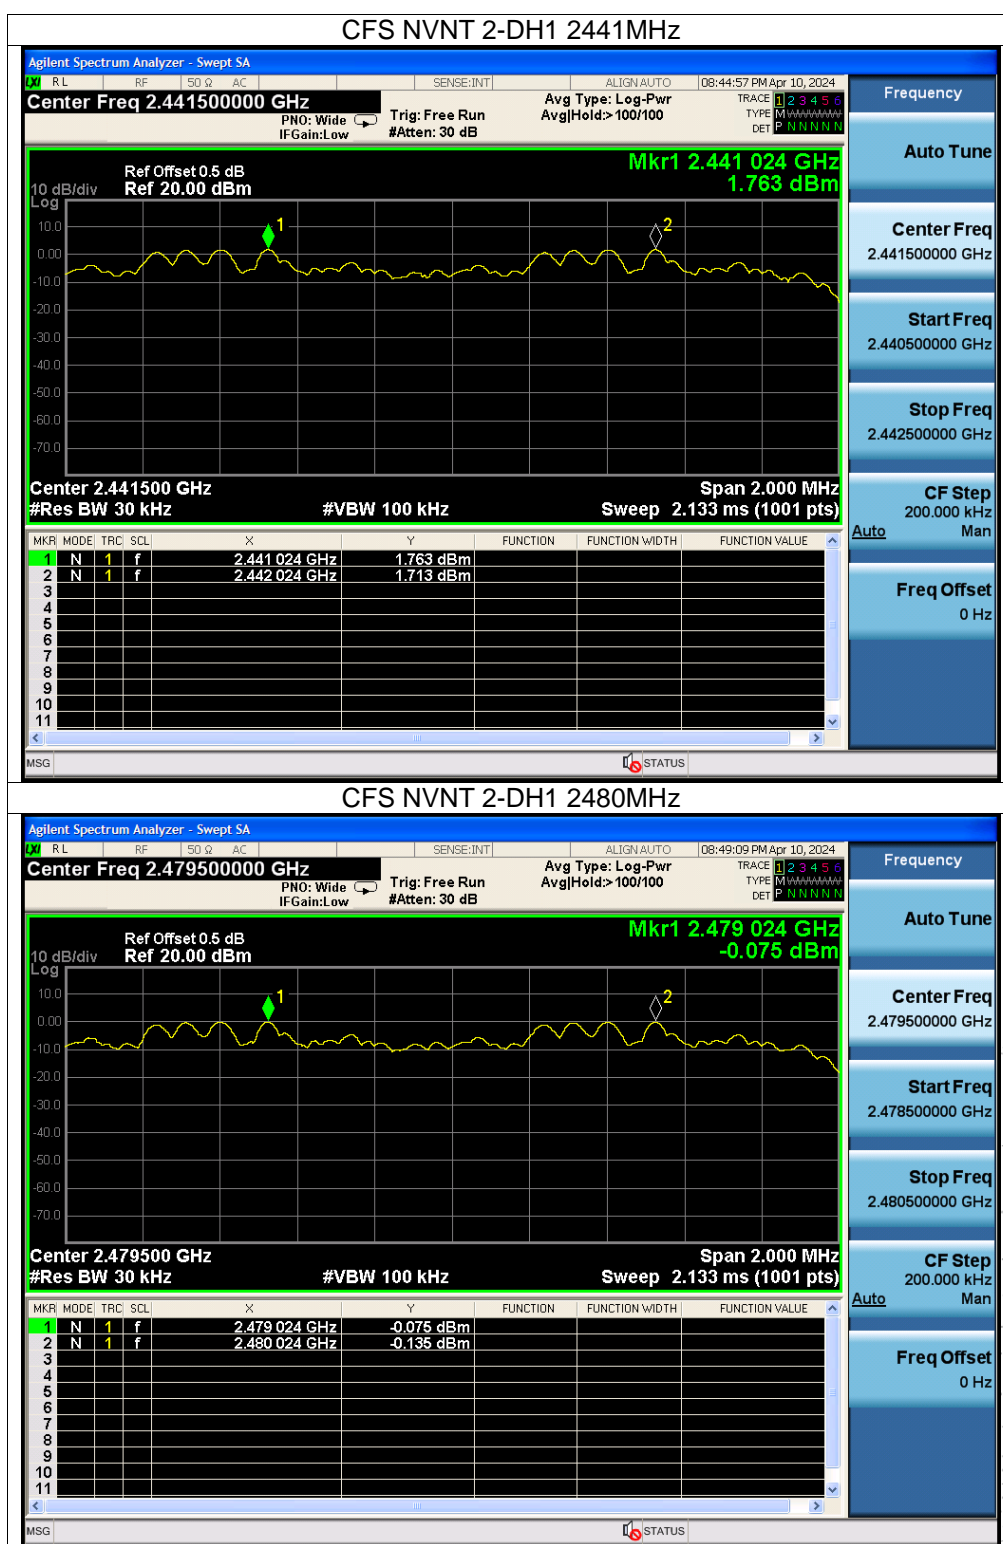 CFS NVNT 2-DH1 2441MHz
Agilent Spectrum Analyzer - Swept SA
LXI RL RF 50 Ω AC SENSE:INT ALIGN AUTO 08:44:57 PM Apr 10, 2024
Center Freq 2.441500000 GHz
PNO: Wide
IFGain:Low
Trig: Free Run
#Atten: 30 dB
Avg Type: Log-Pwr
Avg|Hold:>100/100
TRACE 1 2 3 4 5 6
TYPE M WWWWW
DET P N N N N N
Frequency
Auto Tune
Center Freq
2.441500000 GHz
Start Freq
2.440500000 GHz
Stop Freq
2.442500000 GHz
CF Step
200.000 kHz
Auto Man
Freq Offset
0 Hz
Mkr1 2.441 024 GHz
1.763 dBm
Ref Offset 0.5 dB
10 dB/div Ref 20.00 dBm
Log
10.0
0.00
-10.0
-20.0
-30.0
-40.0
-50.0
-60.0
-70.0
1
2
Center 2.441500 GHz Span 2.000 MHz
#Res BW 30 kHz #VBW 100 kHz Sweep 2.133 ms (1001 pts)
MKR MODE TRC SCL X Y FUNCTION FUNCTION WIDTH FUNCTION VALUE
1 N 1 f 2.441 024 GHz 1.763 dBm
2 N 1 f 2.442 024 GHz 1.713 dBm
3
4
5
6
7
8
9
10
11
MSG STATUS
CFS NVNT 2-DH1 2480MHz
Agilent Spectrum Analyzer - Swept SA
LXI RL RF 50 Ω AC SENSE:INT ALIGN AUTO 08:49:09 PM Apr 10, 2024
Center Freq 2.479500000 GHz
PNO: Wide
IFGain:Low
Trig: Free Run
#Atten: 30 dB
Avg Type: Log-Pwr
Avg|Hold:>100/100
TRACE 1 2 3 4 5 6
TYPE M WWWWW
DET P N N N N N
Frequency
Auto Tune
Center Freq
2.479500000 GHz
Start Freq
2.478500000 GHz
Stop Freq
2.480500000 GHz
CF Step
200.000 kHz
Auto Man
Freq Offset
0 Hz
Mkr1 2.479 024 GHz
-0.075 dBm
Ref Offset 0.5 dB
10 dB/div Ref 20.00 dBm
Log
10.0
0.00
-10.0
-20.0
-30.0
-40.0
-50.0
-60.0
-70.0
1
2
Center 2.479500 GHz Span 2.000 MHz
#Res BW 30 kHz #VBW 100 kHz Sweep 2.133 ms (1001 pts)
MKR MODE TRC SCL X Y FUNCTION FUNCTION WIDTH FUNCTION VALUE
1 N 1 f 2.479 024 GHz -0.075 dBm
2 N 1 f 2.480 024 GHz -0.135 dBm
3
4
5
6
7
8
9
10
11
MSG STATUS